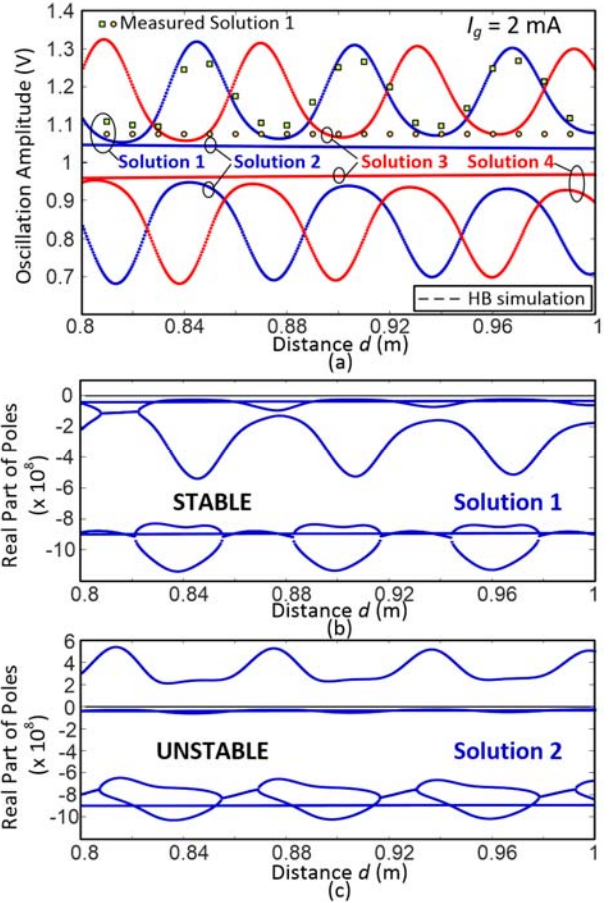 Measured Solution 1
I_g = 2 mA
Oscillation Amplitude (V)
1.4
1.3
1.2
1.1
1
0.9
0.8
0.7
0.6
Solution 1
Solution 2
Solution 3
Solution 4
HB simulation
0.8 0.84 0.88 0.92 0.96 1
Distance d (m)
(a)
Real Part of Poles
(x 10^8)
0
-2
-4
-6
-8
-10
STABLE
Solution 1
0.8 0.84 0.88 0.92 0.96 1
Distance d (m)
(b)
Real Part of Poles
(x 10^8)
6
4
2
0
-2
-4
-6
-8
-10
UNSTABLE
Solution 2
0.8 0.84 0.88 0.92 0.96 1
Distance d (m)
(c)